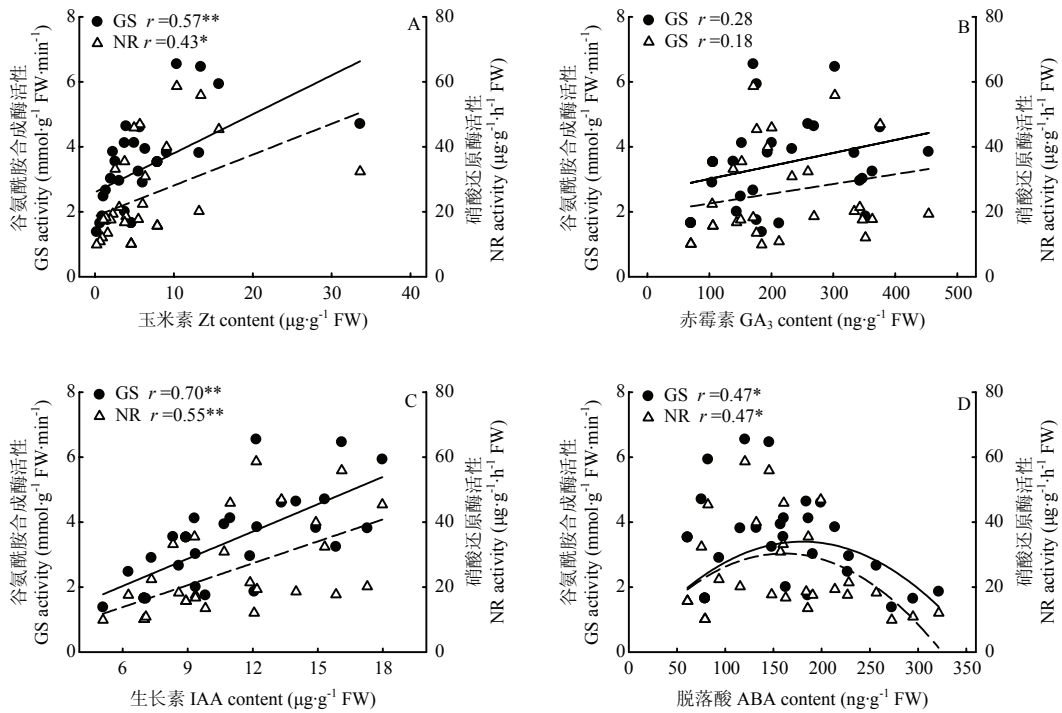 ● GS r=0.57**
△ NR r=0.43*
A
谷氨酰胺合成酶活性
GS activity (mmol·g⁻¹ FW·min⁻¹)
8
6
4
2
0
硝酸还原酶活性
NR activity (μg·g⁻¹·h⁻¹ FW)
80
60
40
20
0
0 10 20 30 40
玉米素 Zt content (μg·g⁻¹ FW)
● GS r=0.28
△ GS r=0.18
B
谷氨酰胺合成酶活性
GS activity (mmol·g⁻¹ FW·min⁻¹)
8
6
4
2
0
硝酸还原酶活性
NR activity (μg·g⁻¹·h⁻¹ FW)
80
60
40
20
0
0 100 200 300 400 500
赤霉素 GA₃ content (ng·g⁻¹ FW)
● GS r=0.70**
△ NR r=0.55**
C
谷氨酰胺合成酶活性
GS activity (mmol·g⁻¹ FW·min⁻¹)
8
6
4
2
0
硝酸还原酶活性
NR activity (μg·g⁻¹·h⁻¹ FW)
80
60
40
20
0
6 9 12 15 18
生长素 IAA content (μg·g⁻¹ FW)
● GS r=0.47*
△ NR r=0.47*
D
谷氨酰胺合成酶活性
GS activity (mmol·g⁻¹ FW·min⁻¹)
8
6
4
2
0
硝酸还原酶活性
NR activity (μg·g⁻¹·h⁻¹ FW)
80
60
40
20
0
0 50 100 150 200 250 300 350
脱落酸 ABA content (ng·g⁻¹ FW)